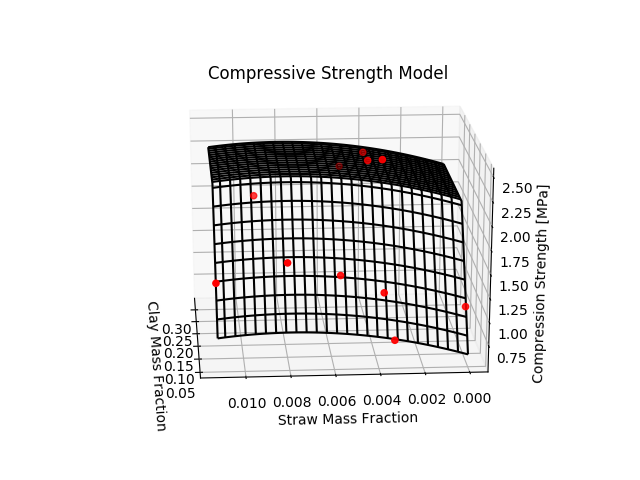 Compressive Strength Model
2.50
2.25
2.00
1.75
1.50
1.25
1.00
0.75
Compression Strength [MPa]
0.30
0.25
0.20
0.15
0.10
0.05
Clay Mass Fraction
0.010 0.008 0.006 0.004 0.002 0.000
Straw Mass Fraction